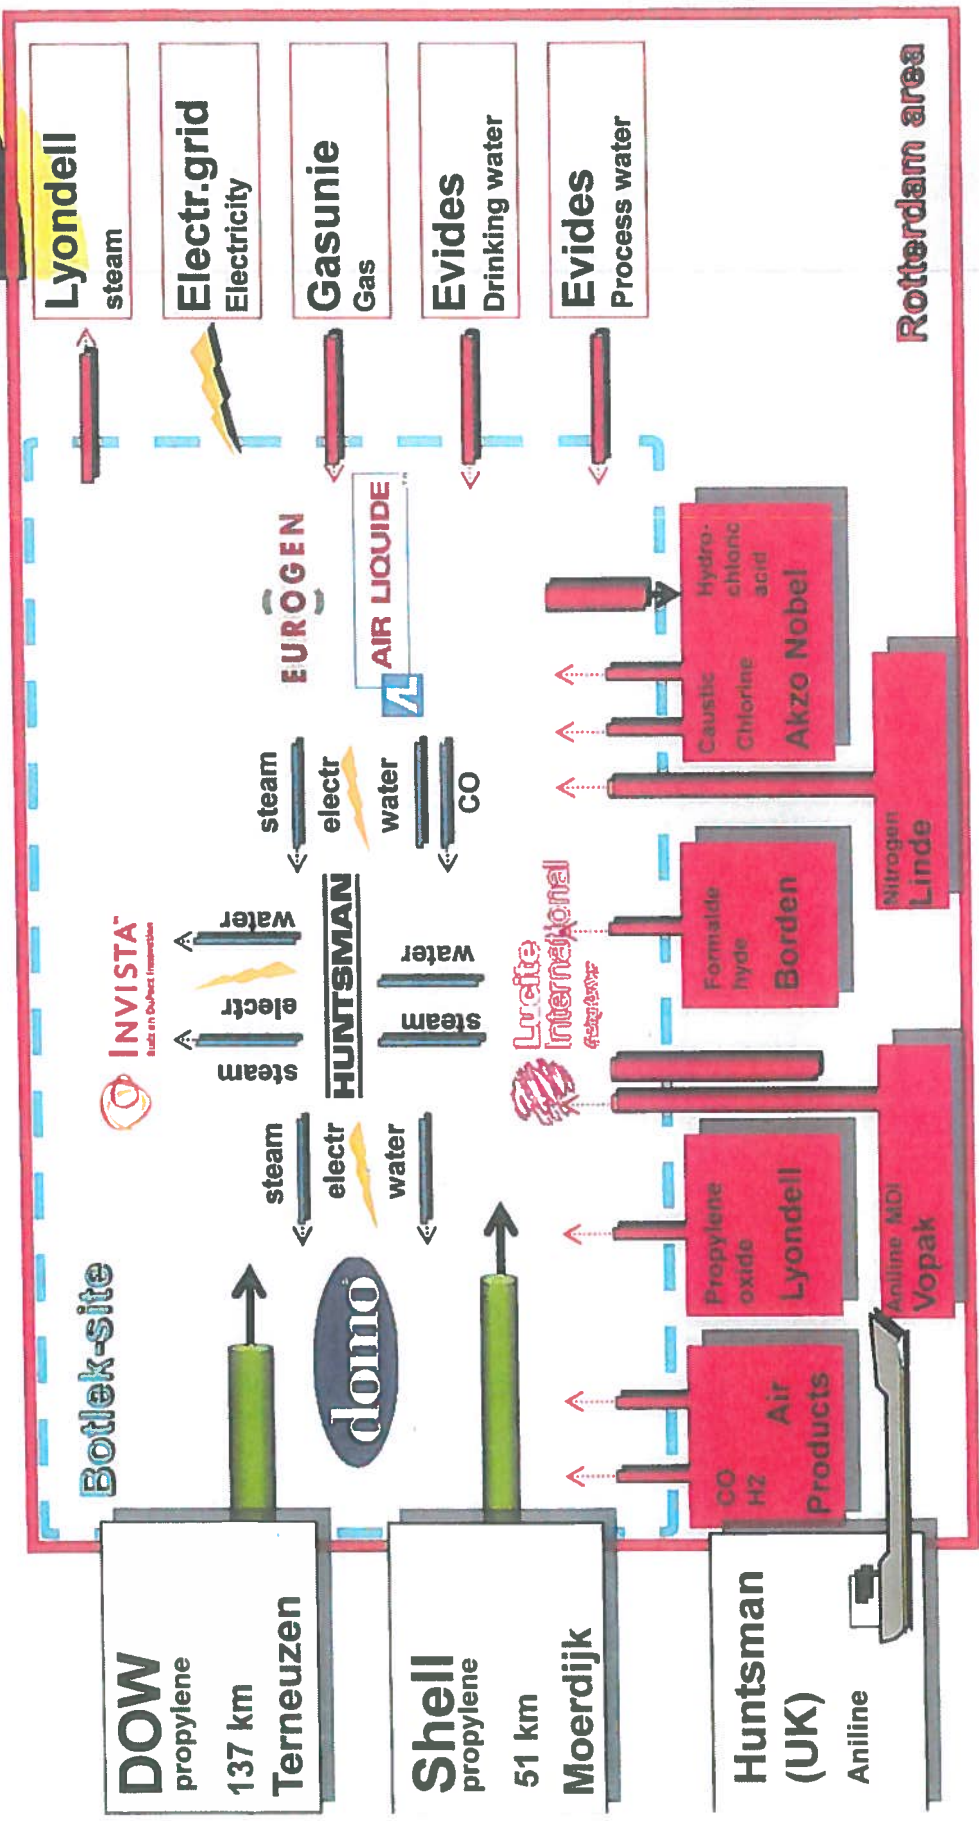 DOW
propylene
137 km
Terneuzen
Shell
propylene
51 km
Moerdijk
Huntsman
(UK)
Aniline
Botlek-site
domo
steam
electr
water
INVISTA™
steam
electr
water
HUNTSMAN
steam
water
Lucite
International
steam
electr
water
CO
EUROGEN
AIR LIQUIDE™
Lyondell
steam
Electr.grid
Electricity
Gasunie
Gas
Evides
Drinking water
Evides
Process water
CO
H2
Air
Products
Propylene
oxide
Lyondell
Aniline MDI
Vopak
Formalde
hyde
Borden
Nitrogen
Linde
Caustic
Chlorine
Hydro-
chloric
acid
Akzo Nobel
Rotterdam area